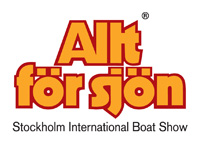 Allt®
för sjön
Stockholm International Boat Show